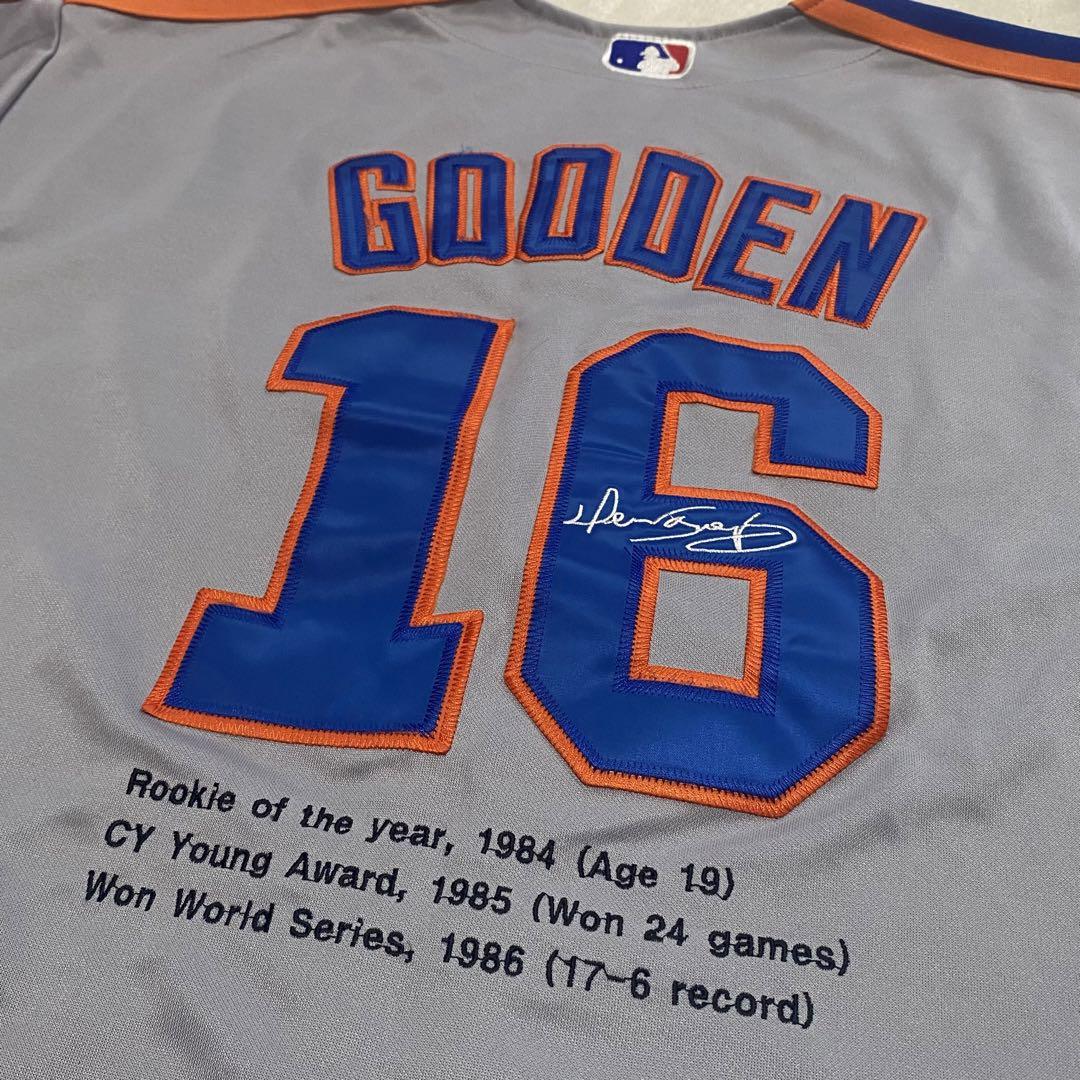 GOODEN
16
Rookie of the year, 1984 (Age 19)
CY Young Award, 1985 (Won 24 games)
Won World Series, 1986 (17-6 record)